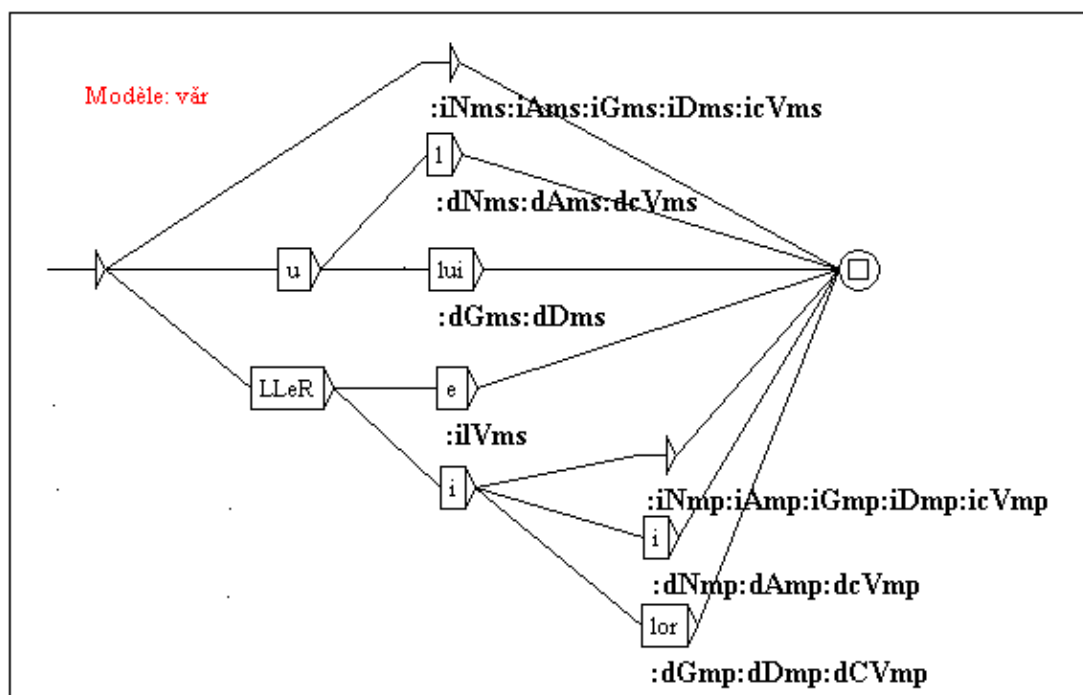 Modèle: văr
:iNms:iAms:iGms:iDms:icVms
l
:dNms:dAms:dcVms
u
lui
:dGms:dDms
LLeR
e
:ilVms
i
:iNmp:iAmp:iGmp:iDmp:icVmp
i
:dNmp:dAmp:dcVmp
lor
:dGmp:dDmp:dCVmp